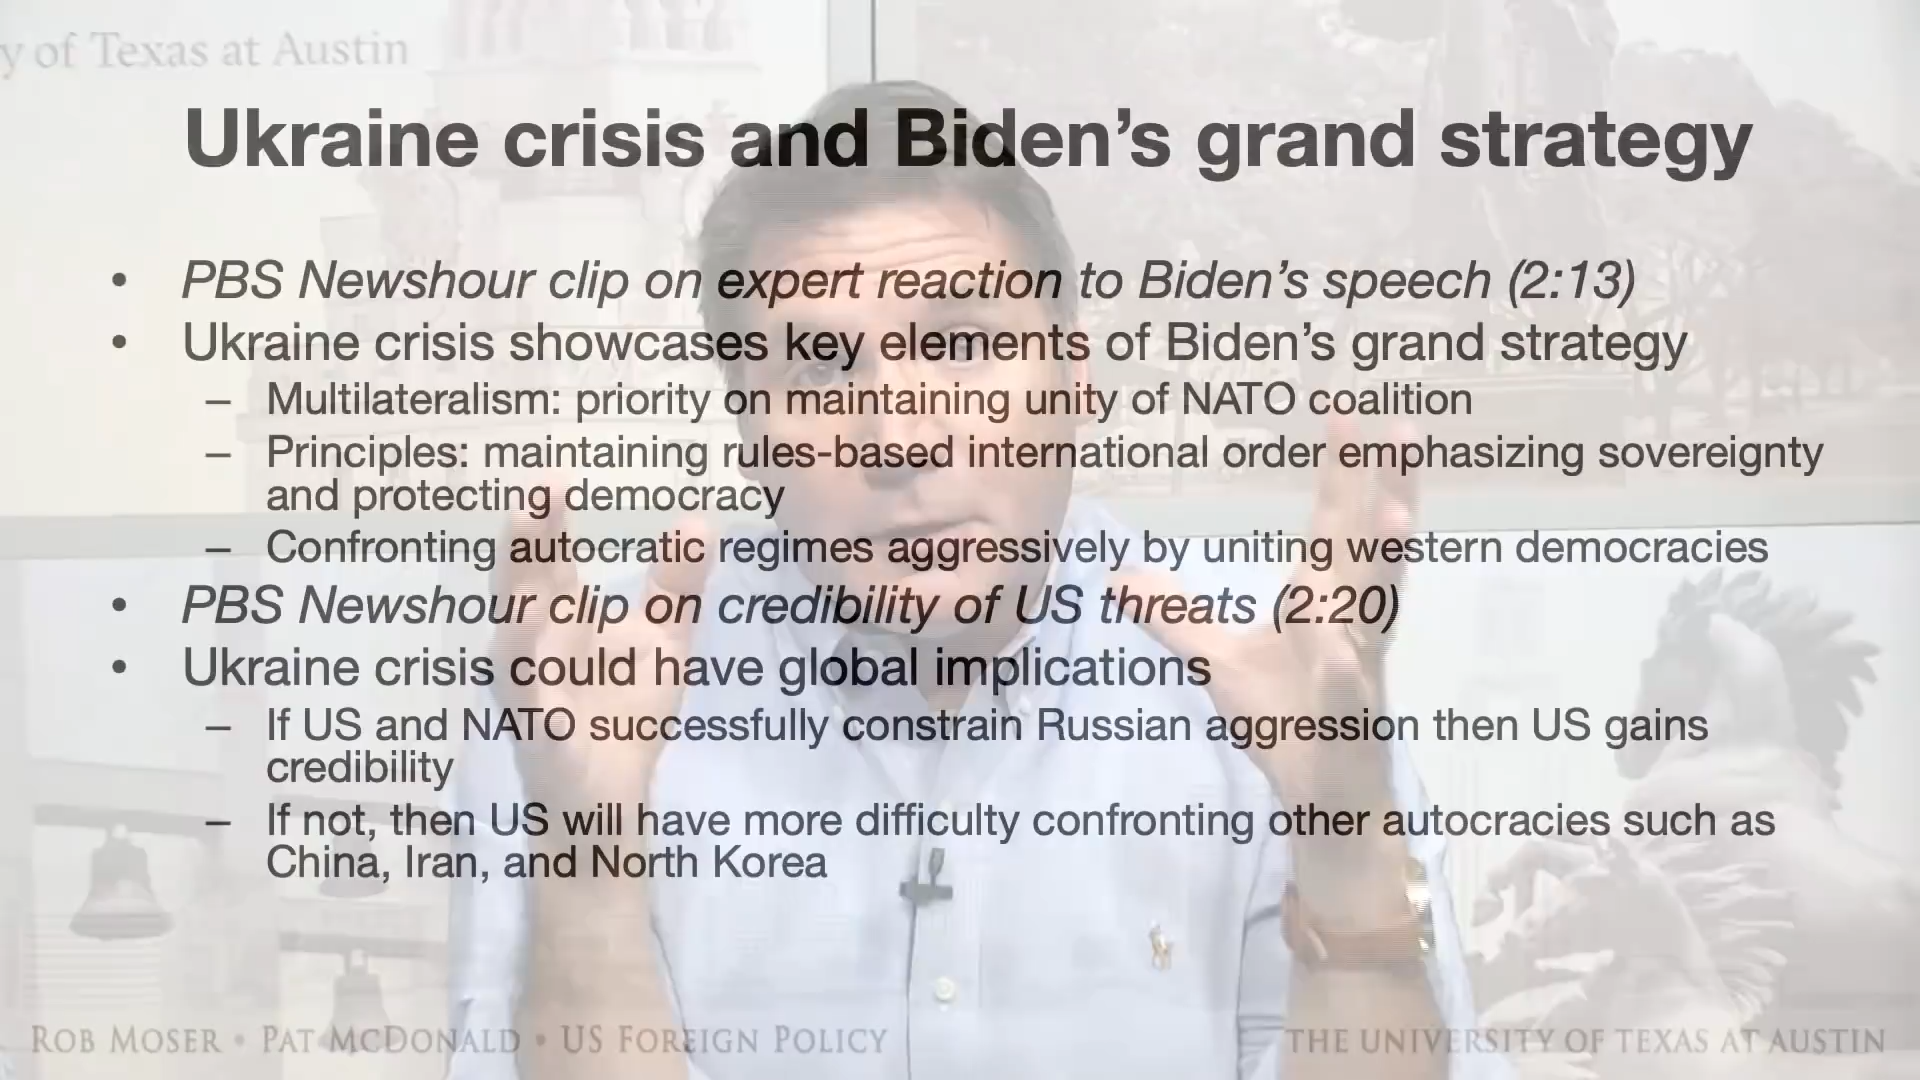 y of Texas at Austin
Ukraine crisis and Biden’s grand strategy
• PBS Newshour clip on expert reaction to Biden’s speech (2:13)
• Ukraine crisis showcases key elements of Biden’s grand strategy
– Multilateralism: priority on maintaining unity of NATO coalition
– Principles: maintaining rules-based international order emphasizing sovereignty
and protecting democracy
– Confronting autocratic regimes aggressively by uniting western democracies
• PBS Newshour clip on credibility of US threats (2:20)
• Ukraine crisis could have global implications
– If US and NATO successfully constrain Russian aggression then US gains
credibility
– If not, then US will have more difficulty confronting other autocracies such as
China, Iran, and North Korea
ROB MOSER • PAT MCDONALD • US FOREIGN POLICY
THE UNIVERSITY OF TEXAS AT AUSTIN